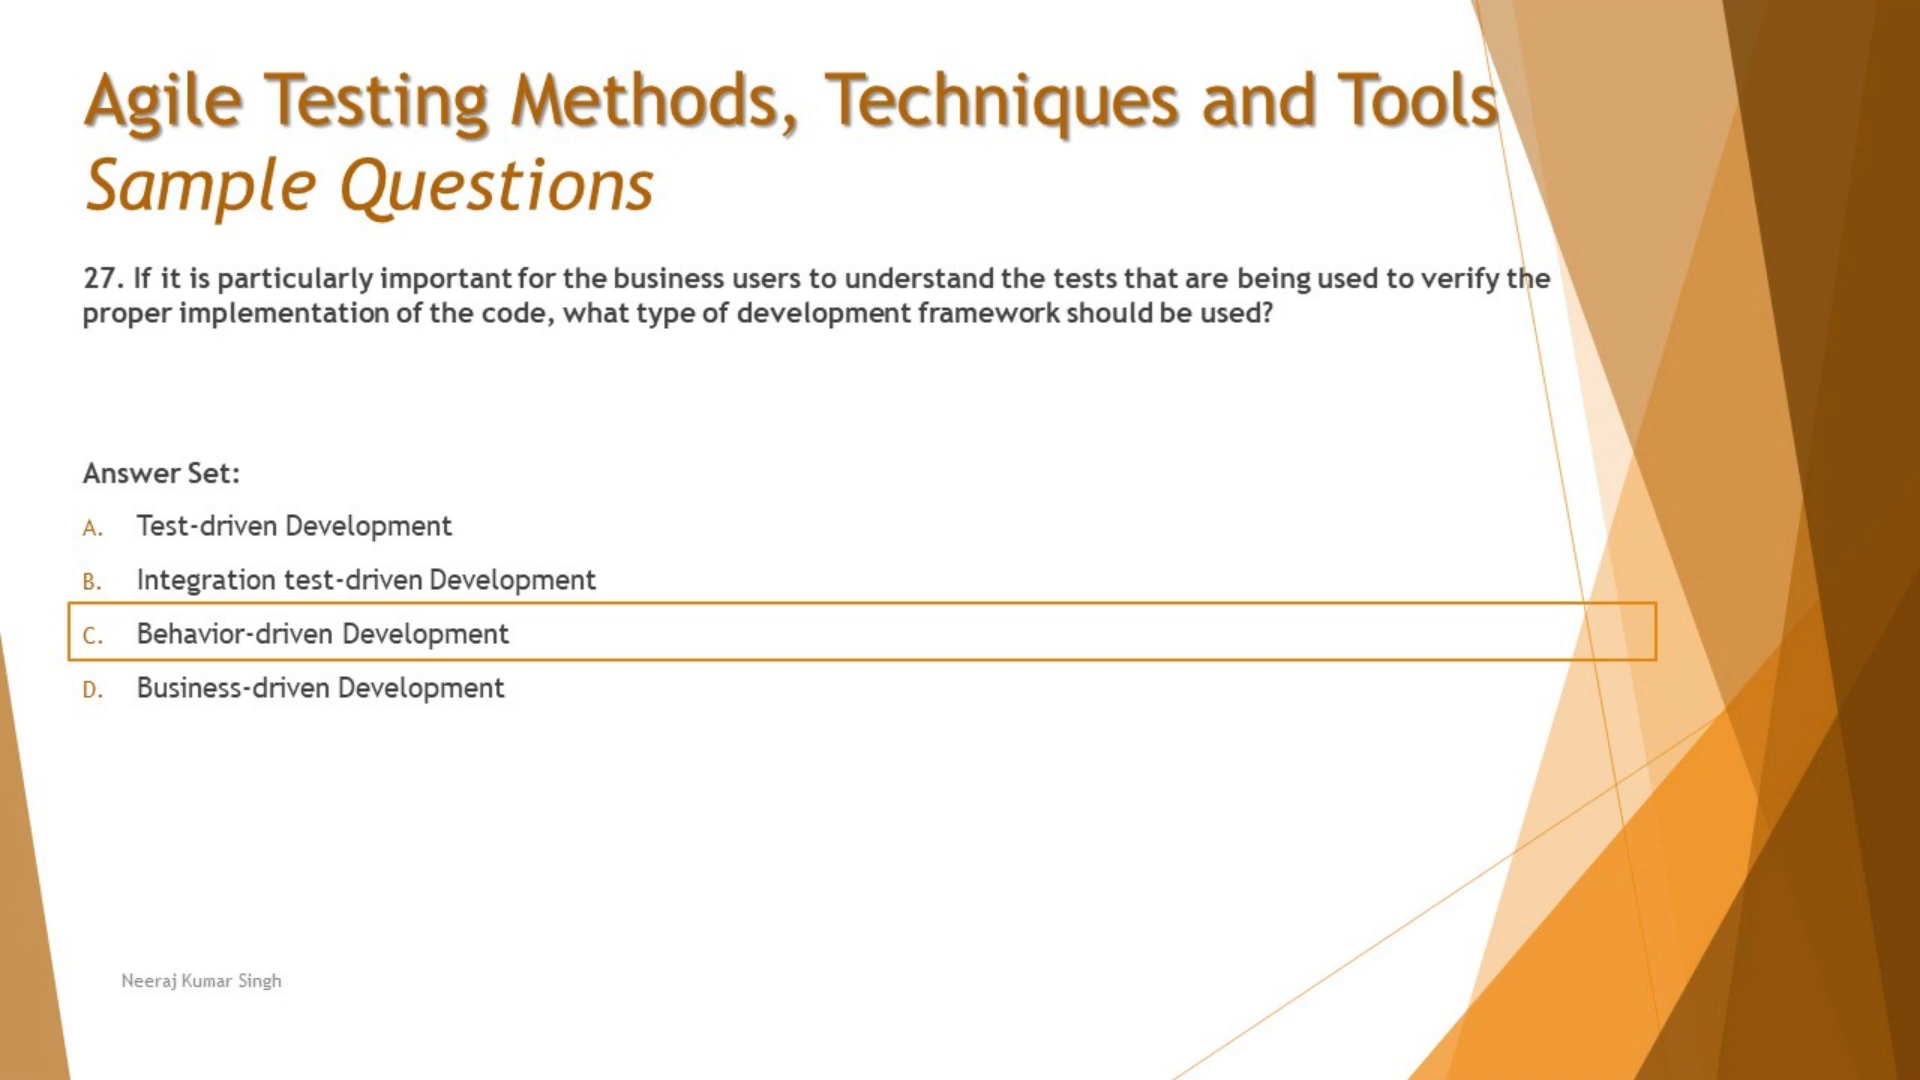 Agile Testing Methods, Techniques and Tools
Sample Questions
27. If it is particularly important for the business users to understand the tests that are being used to verify the
proper implementation of the code, what type of development framework should be used?
Answer Set:
A. Test-driven Development
B. Integration test-driven Development
C. Behavior-driven Development
D. Business-driven Development
Neeraj Kumar Singh